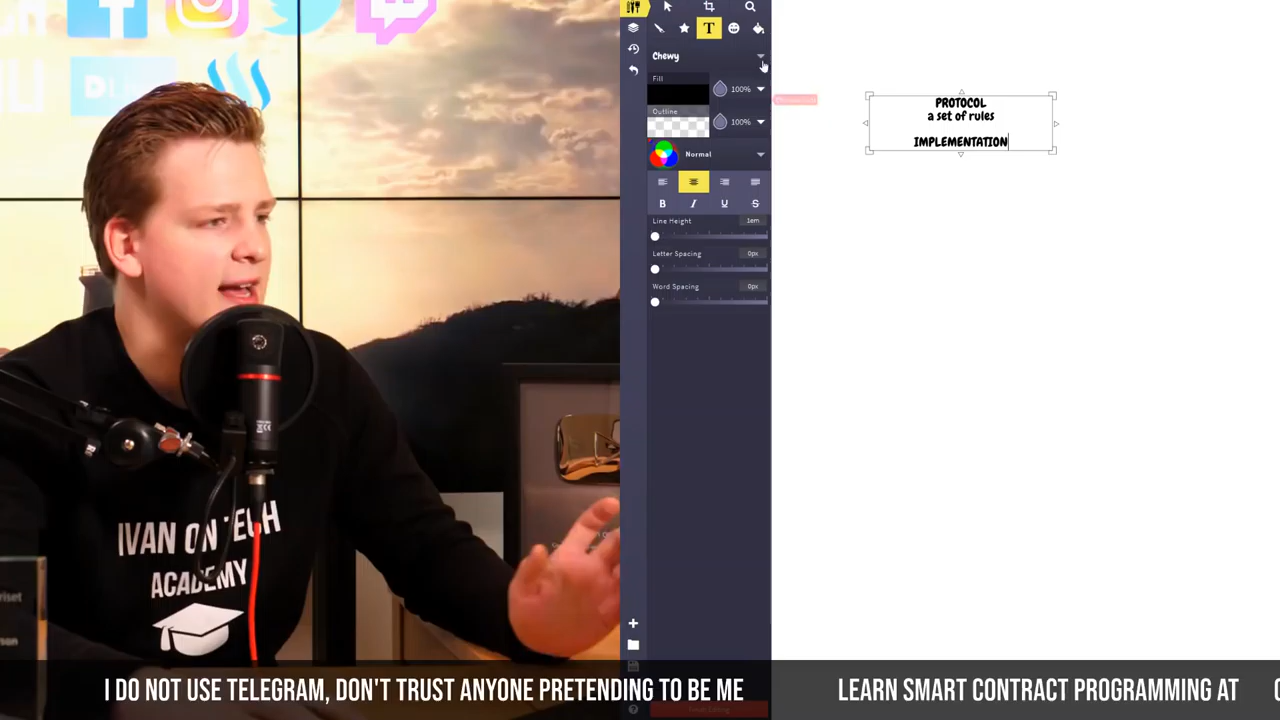 Chewy
Fill
100%
Outline
100%
Normal
B I U S
Line Height 1em
Letter Spacing 0px
Word Spacing 0px
PROTOCOL
a set of rules
IMPLEMENTATION
IVAN ON TECH
ACADEMY
I DO NOT USE TELEGRAM, DON'T TRUST ANYONE PRETENDING TO BE ME
LEARN SMART CONTRACT PROGRAMMING AT